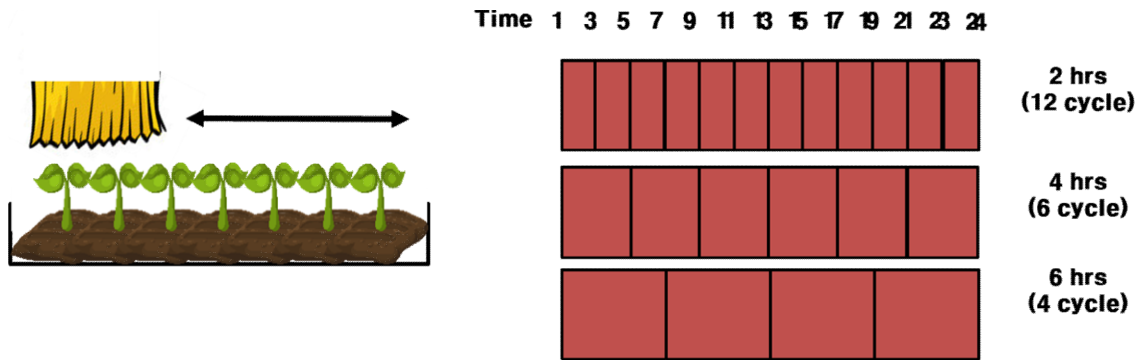 Time 1 3 5 7 9 11 13 15 17 19 21 23 24
2 hrs
(12 cycle)
4 hrs
(6 cycle)
6 hrs
(4 cycle)